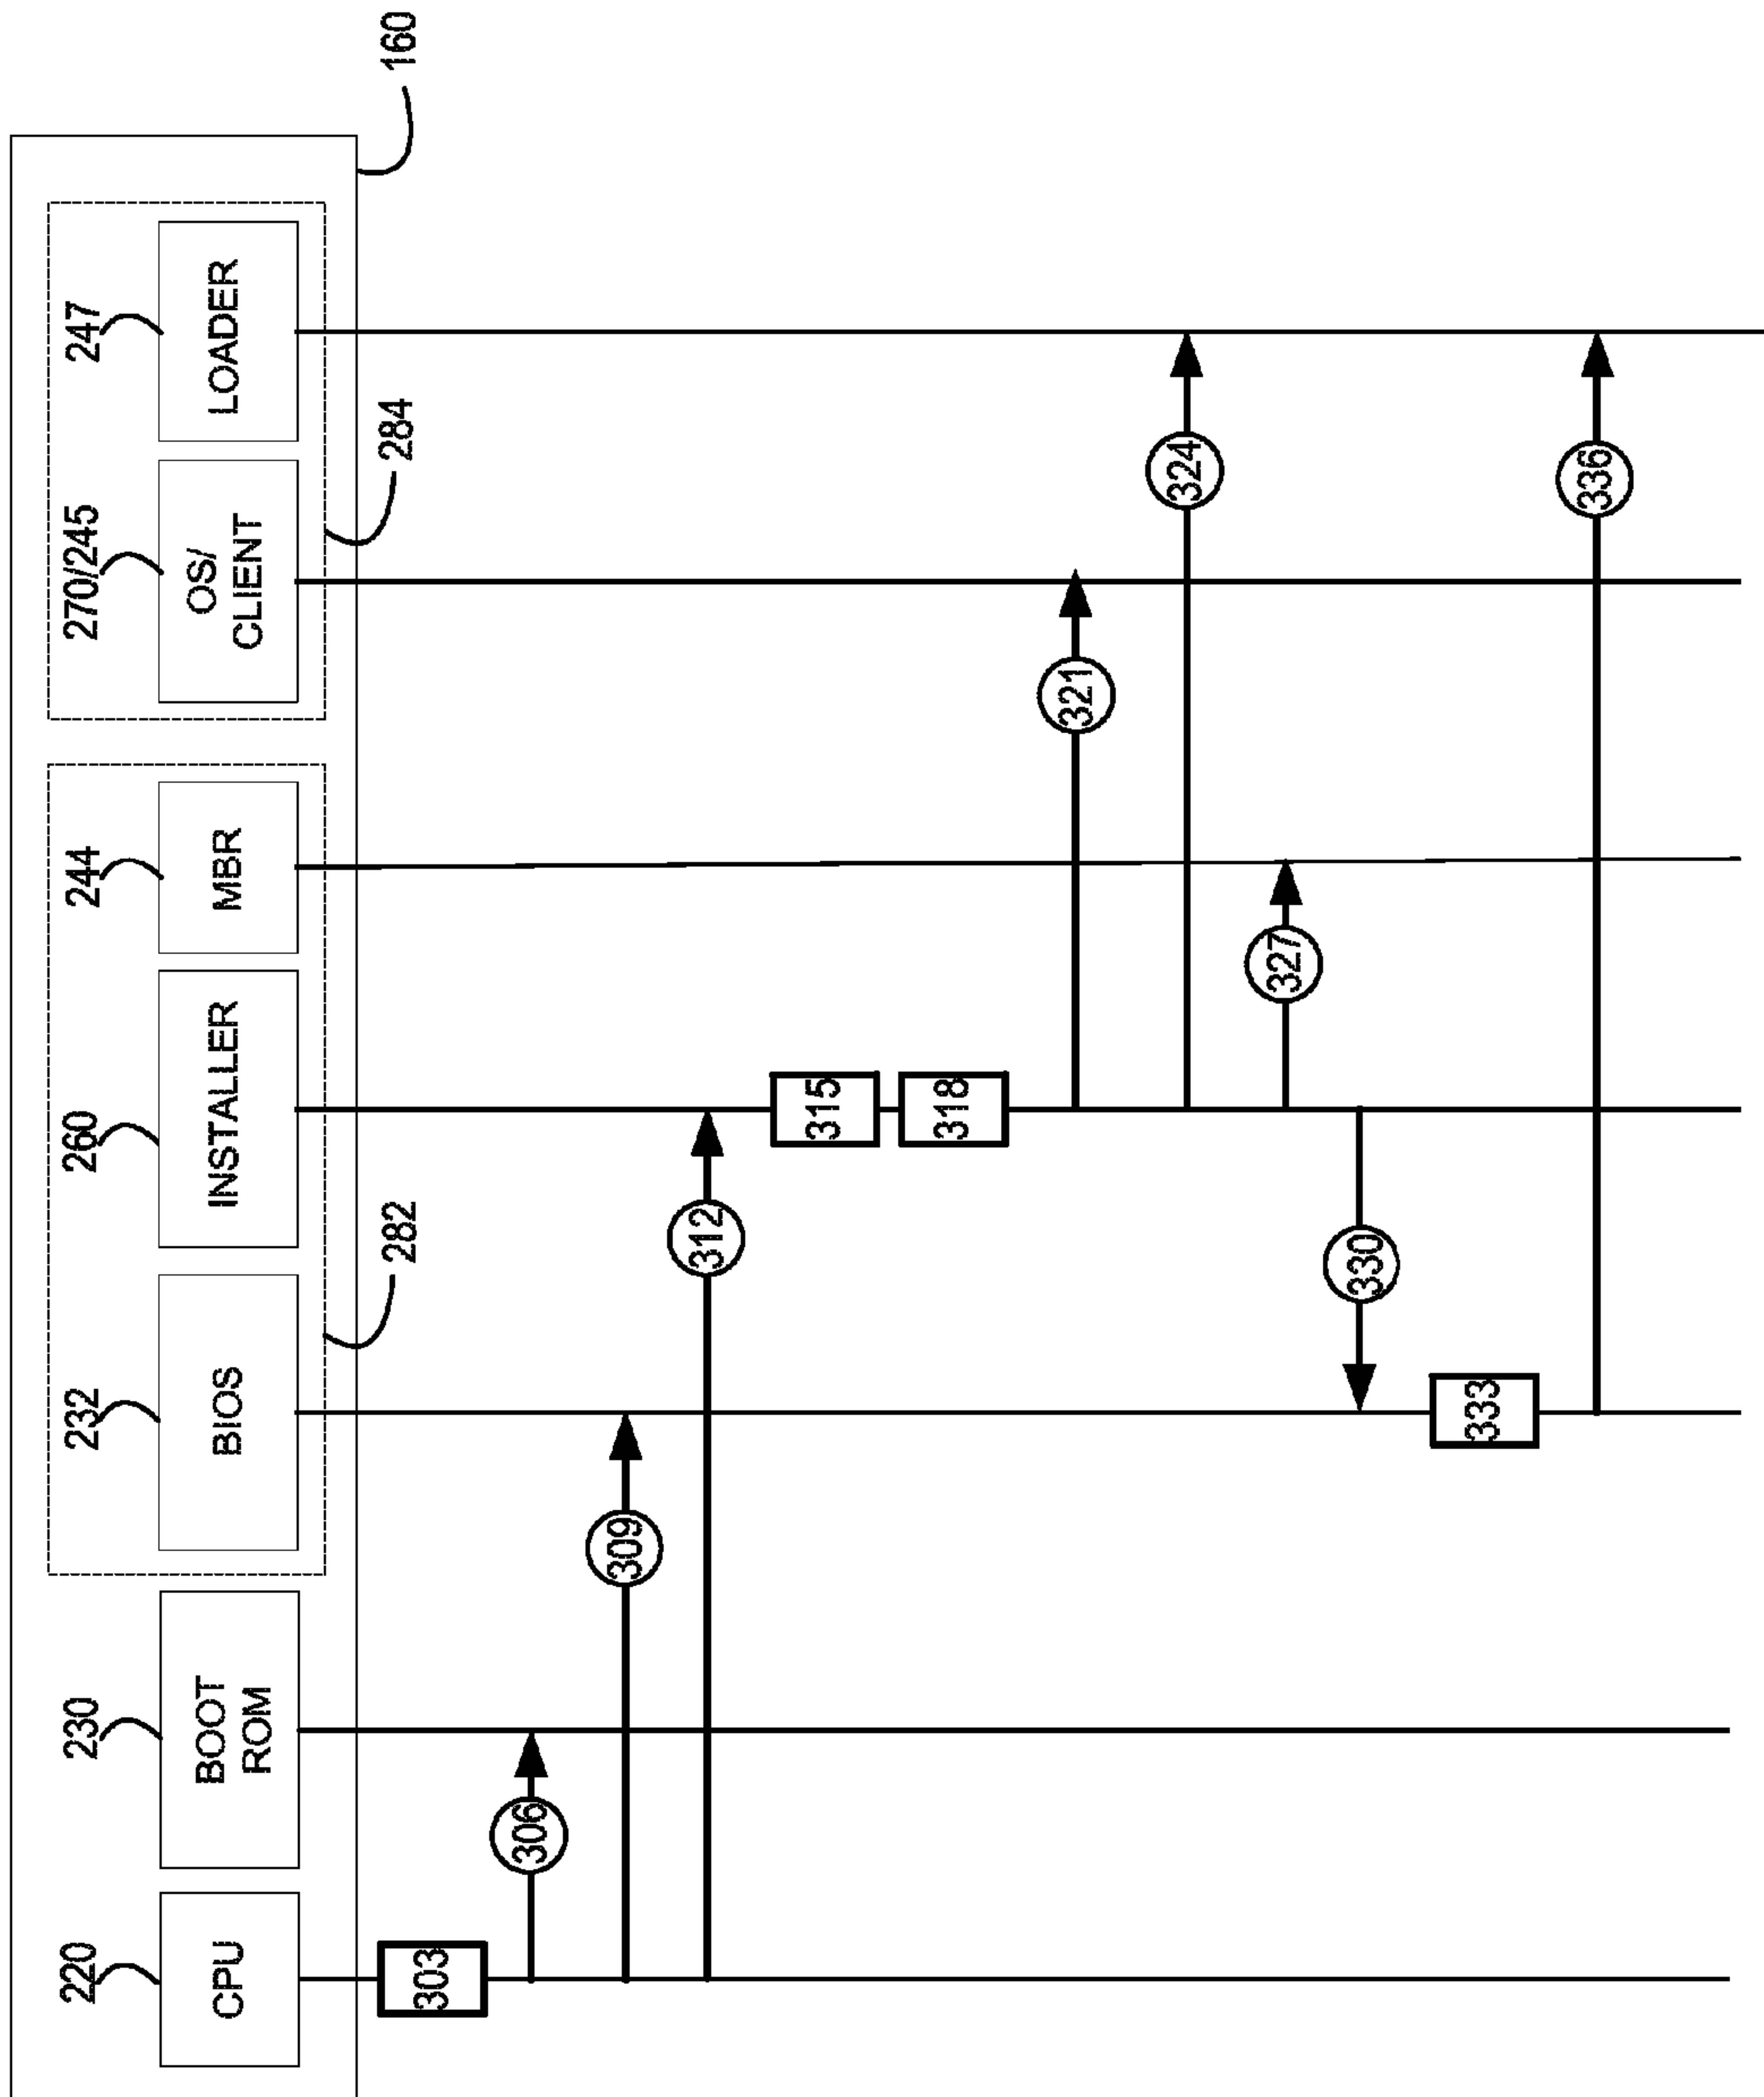 160
220
230
232
260
244
270/245
247
CPU
BOOT
ROM
BIOS
INSTALLER
MBR
OS/
CLIENT
LOADER
282
284
303
306
309
312
315
318
321
324
327
330
333
336